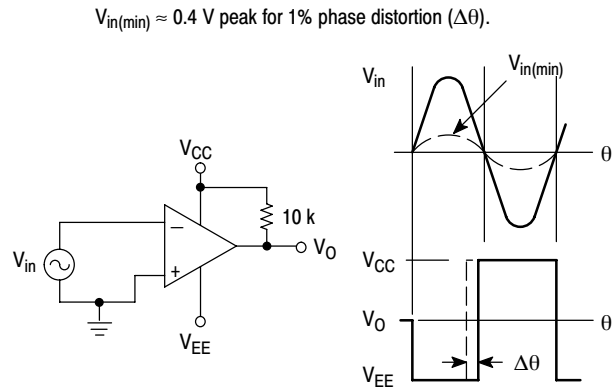 V_in(min) ≈ 0.4 V peak for 1% phase distortion (Δθ).
V_in
V_in(min)
θ
V_CC
10 k
−
+
V_in
V_O
V_EE
V_CC
V_O
θ
V_EE
Δθ